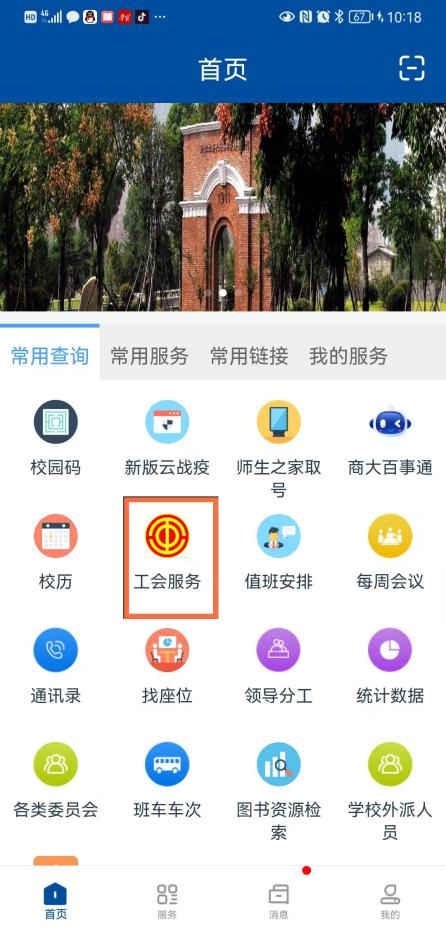 HD 4G 67 10:18
首页
1911
常用查询 常用服务 常用链接 我的服务
校园码 新版云战疫 师生之家取号 商大百事通
校历 工会服务 值班安排 每周会议
通讯录 找座位 领导分工 统计数据
各类委员会 班车车次 图书资源检索 学校外派人员
首页 服务 消息 我的